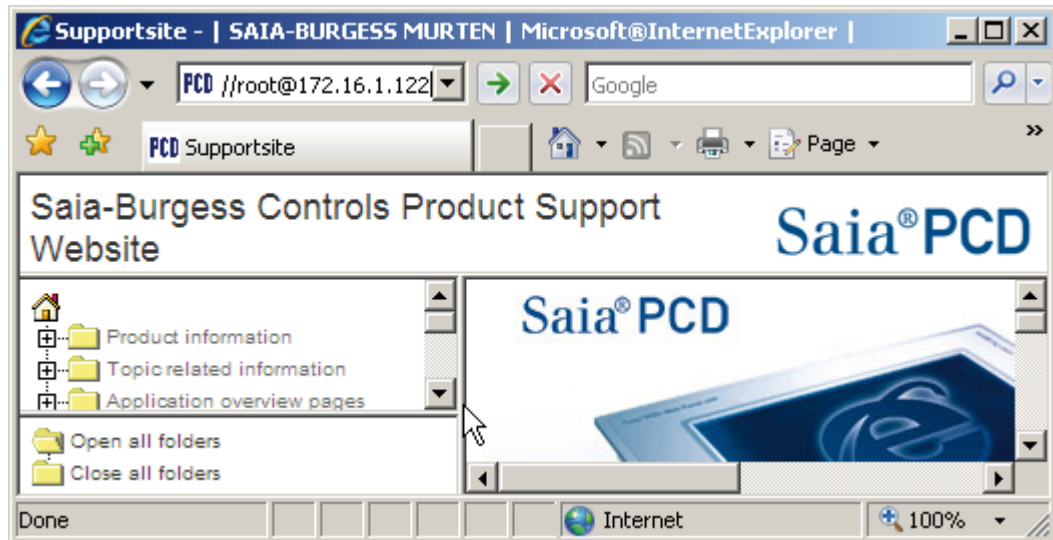 Supportsite - | SAIA-BURGESS MURTEN | Microsoft®InternetExplorer |
PCD //root@172.16.1.122
Google
PCD Supportsite
Page
»
Saia-Burgess Controls Product Support
Website
Saia®PCD
Product information
Topic related information
Application overview pages
Open all folders
Close all folders
Saia®PCD
Done
Internet
100%